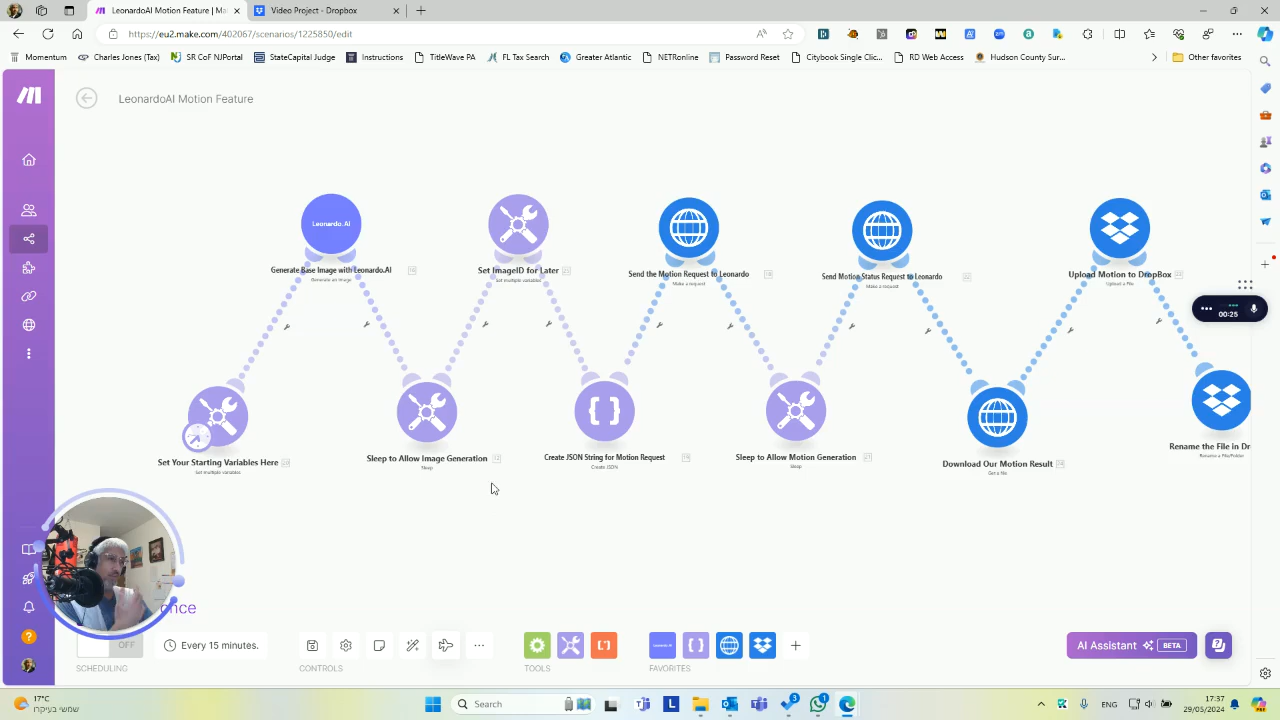 LeonardoAI Motion Feature | Ma
Video Project - Dropbox
https://eu2.make.com/402067/scenarios/1225850/edit
Momentum
Charles Jones (Tax)
SR CoF NJPortal
StateCapital Judge
Instructions
TitleWave PA
FL Tax Search
Greater Atlantic
NETRonline
Password Reset
Citybook Single Clic...
RD Web Access
Hudson County Sur...
Other favorites
LeonardoAI Motion Feature
Leonardo.AI
Generate Base Image with Leonardo.AI
Generate an Image
Set ImageID for Later
Set multiple variables
Send the Motion Request to Leonardo
Make a request
Send Motion Status Request to Leonardo
Make a request
Upload Motion to DropBox
Upload a File
00:25
Set Your Starting Variables Here
Set multiple variables
Sleep to Allow Image Generation
Sleep
Create JSON String for Motion Request
Create JSON
Sleep to Allow Motion Generation
Sleep
Download Our Motion Result
Get a file
Rename the File in Dr
Rename a File/Folder
once
OFF
Every 15 minutes.
AI Assistant
BETA
SCHEDULING
CONTROLS
TOOLS
FAVORITES
17°C
שמשי בעיקר
Search
3
1
ENG
17:37
29/05/2024